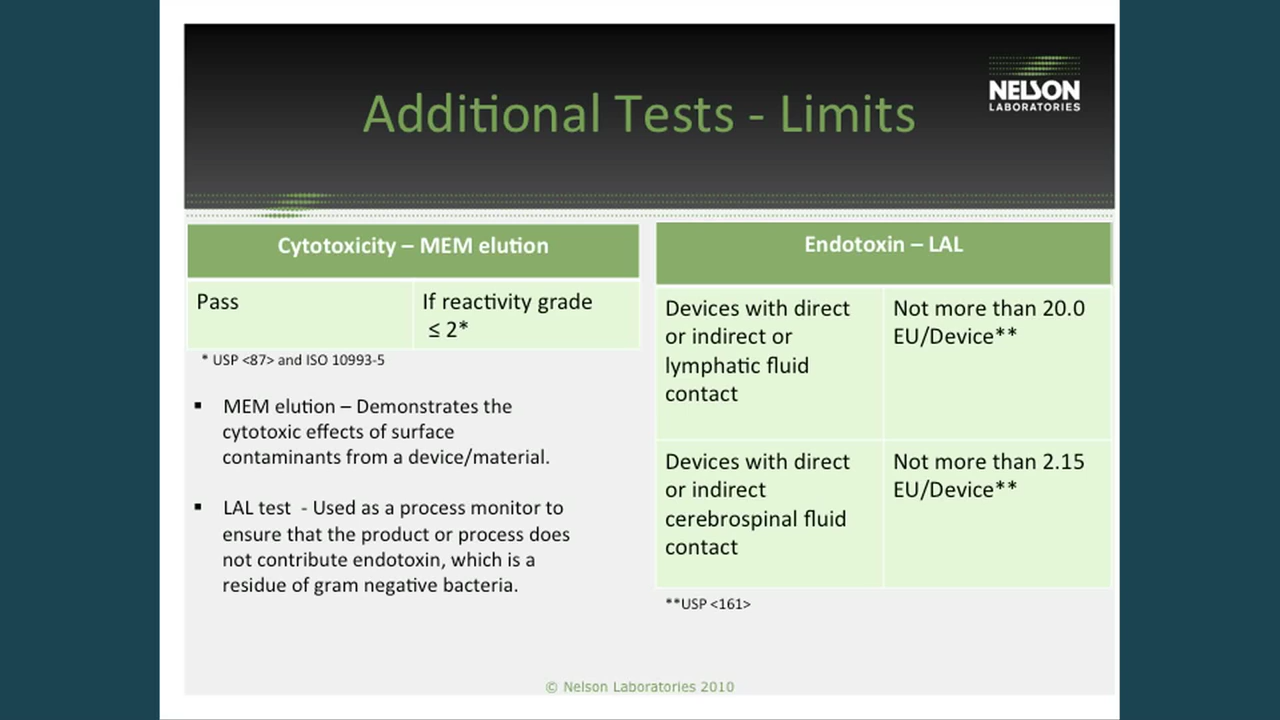 Additional Tests - Limits
NELSON
LABORATORIES
Cytotoxicity – MEM elution
Pass
If reactivity grade
≤ 2*
* USP <87> and ISO 10993-5
▪ MEM elution – Demonstrates the
cytotoxic effects of surface
contaminants from a device/material.
▪ LAL test - Used as a process monitor to
ensure that the product or process does
not contribute endotoxin, which is a
residue of gram negative bacteria.
Endotoxin – LAL
Devices with direct
or indirect or
lymphatic fluid
contact
Not more than 20.0
EU/Device**
Devices with direct
or indirect
cerebrospinal fluid
contact
Not more than 2.15
EU/Device**
**USP <161>
© Nelson Laboratories 2010